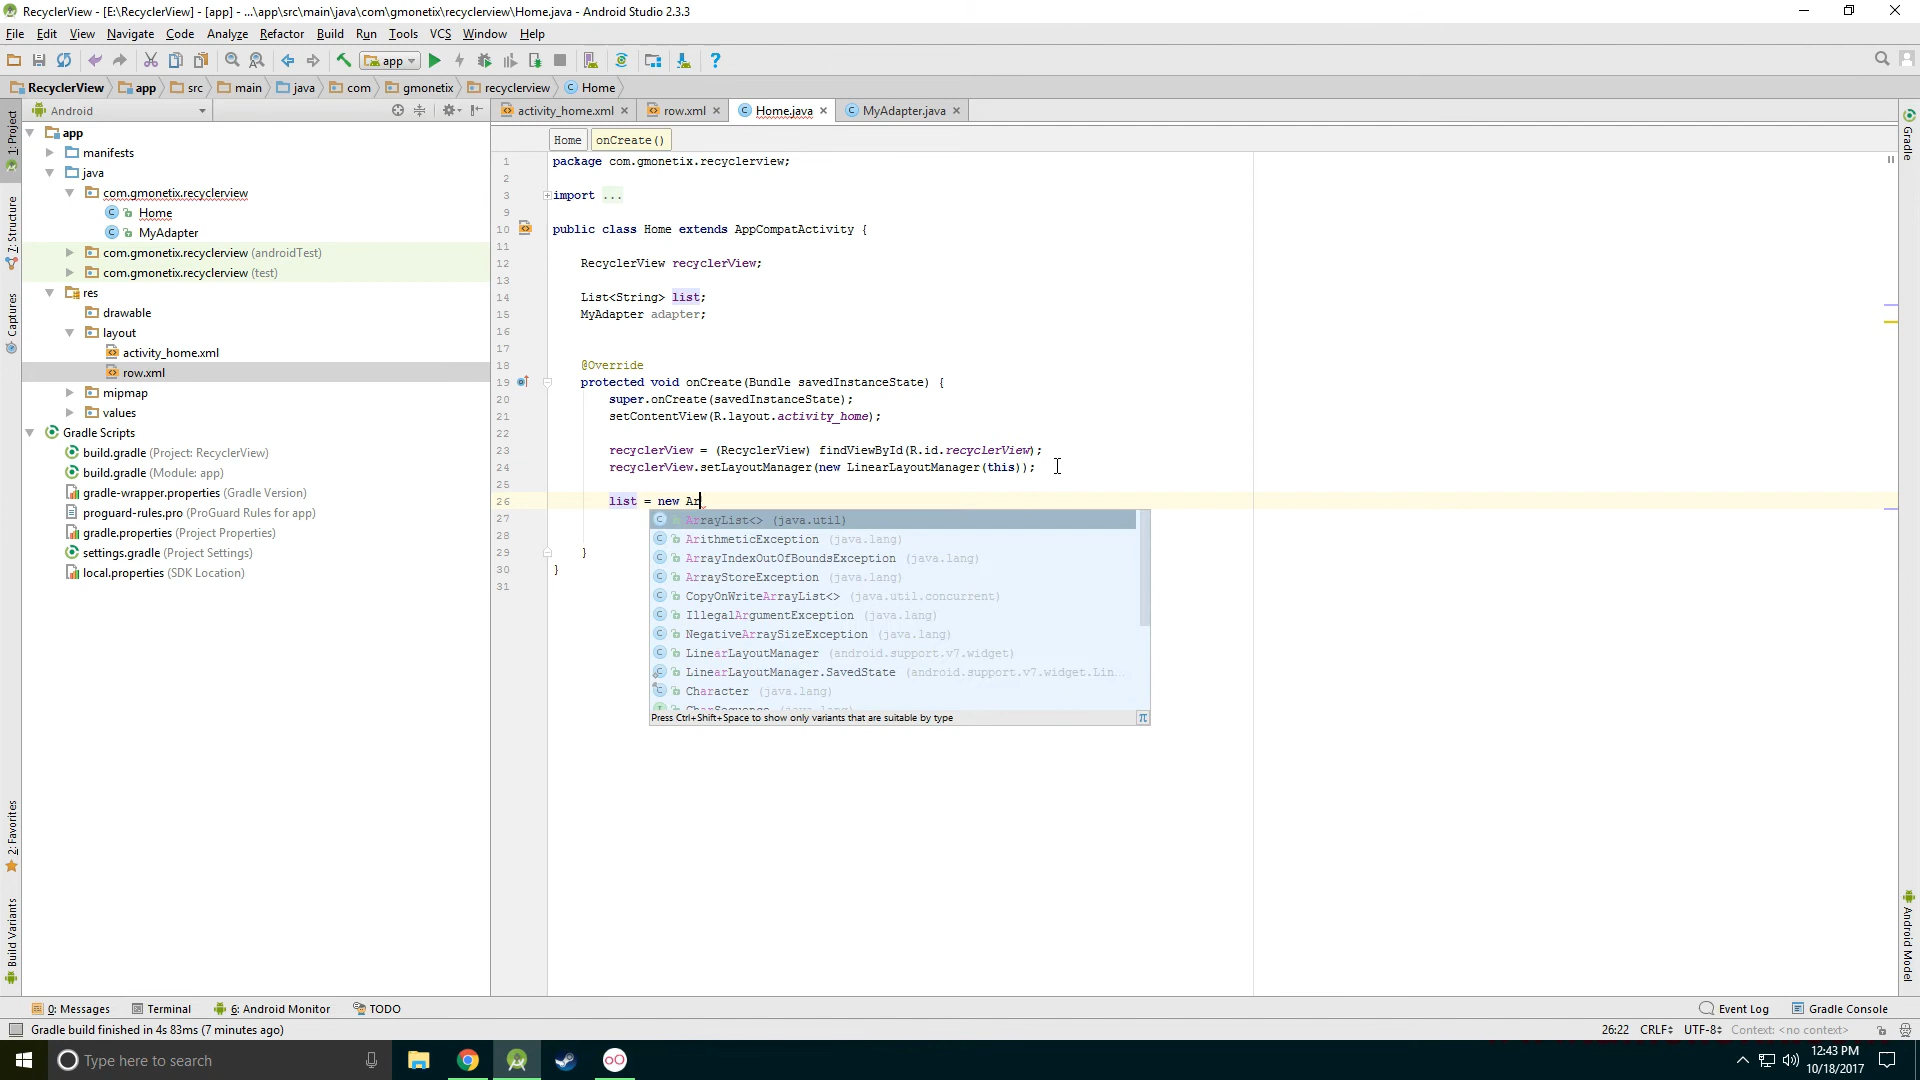 RecyclerView - [E:\RecyclerView] - [app] - ...\app\src\main\java\com\gmonetix\recyclerview\Home.java - Android Studio 2.3.3
File Edit View Navigate Code Analyze Refactor Build Run Tools VCS Window Help
app
RecyclerView app src main java com gmonetix recyclerview Home
Android
activity_home.xml row.xml Home.java MyAdapter.java
Home onCreate()
1: Project
7: Structure
Captures
2: Favorites
Build Variants
app
manifests
java
com.gmonetix.recyclerview
Home
MyAdapter
com.gmonetix.recyclerview (androidTest)
com.gmonetix.recyclerview (test)
res
drawable
layout
activity_home.xml
row.xml
mipmap
values
Gradle Scripts
build.gradle (Project: RecyclerView)
build.gradle (Module: app)
gradle-wrapper.properties (Gradle Version)
proguard-rules.pro (ProGuard Rules for app)
gradle.properties (Project Properties)
settings.gradle (Project Settings)
local.properties (SDK Location)
1 package com.gmonetix.recyclerview;
2
3 import ...
9
10 public class Home extends AppCompatActivity {
11
12 RecyclerView recyclerView;
13
14 List<String> list;
15 MyAdapter adapter;
16
17
18 @Override
19 protected void onCreate(Bundle savedInstanceState) {
20 super.onCreate(savedInstanceState);
21 setContentView(R.layout.activity_home);
22
23 recyclerView = (RecyclerView) findViewById(R.id.recyclerView);
24 recyclerView.setLayoutManager(new LinearLayoutManager(this));
25
26 list = new Ar
27
28
29 }
30 }
31
ArrayList<> (java.util)
ArithmeticException (java.lang)
ArrayIndexOutOfBoundsException (java.lang)
ArrayStoreException (java.lang)
CopyOnWriteArrayList<> (java.util.concurrent)
IllegalArgumentException (java.lang)
NegativeArraySizeException (java.lang)
LinearLayoutManager (android.support.v7.widget)
LinearLayoutManager.SavedState (android.support.v7.widget.Lin...
Character (java.lang)
CharSequence (java.lang)
Press Ctrl+Shift+Space to show only variants that are suitable by type
π
Gradle
Android Model
0: Messages Terminal 6: Android Monitor TODO Event Log Gradle Console
Gradle build finished in 4s 83ms (7 minutes ago) 26:22 CRLF UTF-8 Context: <no context>
Type here to search
12:43 PM
10/18/2017